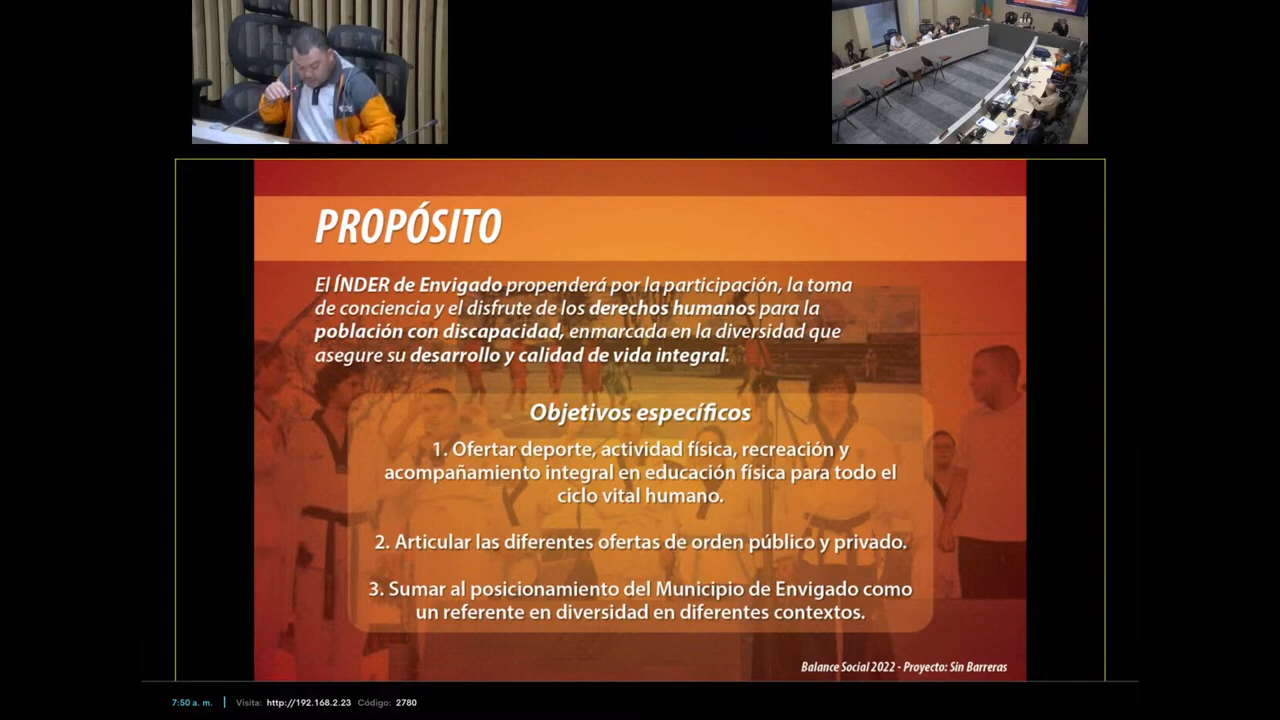 PROPÓSITO
El ÍNDER de Envigado propenderá por la participación, la toma
de conciencia y el disfrute de los derechos humanos para la
población con discapacidad, enmarcada en la diversidad que
asegure su desarrollo y calidad de vida integral.
Objetivos específicos
1. Ofertar deporte, actividad física, recreación y
acompañamiento integral en educación física para todo el
ciclo vital humano.
2. Articular las diferentes ofertas de orden público y privado.
3. Sumar al posicionamiento del Municipio de Envigado como
un referente en diversidad en diferentes contextos.
Balance Social 2022 - Proyecto: Sin Barreras
7:50 a. m. | Visita: http://192.168.2.23 Código: 2780